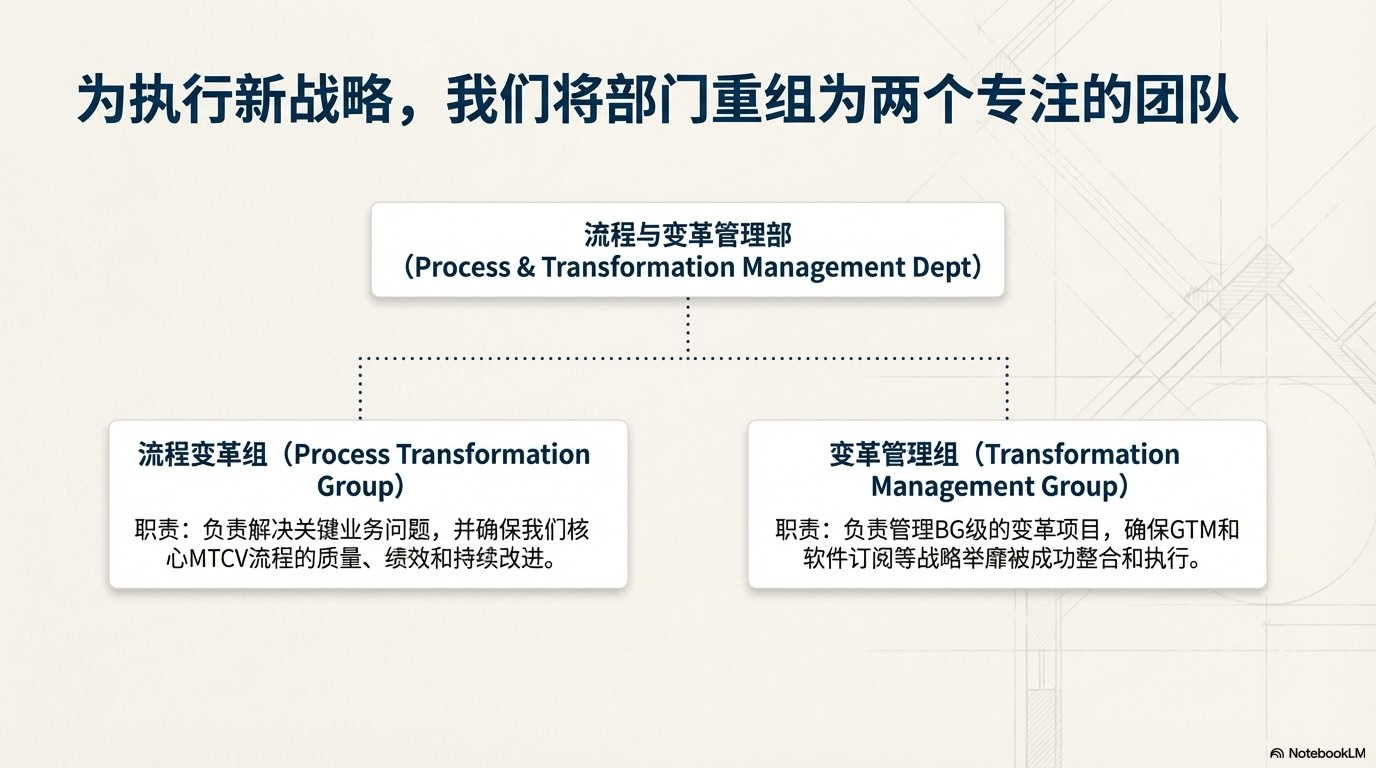 为执行新战略，我们将部门重组为两个专注的团队
流程与变革管理部
（Process & Transformation Management Dept）
流程变革组（Process Transformation
Group）
职责：负责解决关键业务问题，并确保我们核
心MTCV流程的质量、绩效和持续改进。
变革管理组（Transformation
Management Group）
职责：负责管理BG级的变革项目，确保GTM和
软件订阅等战略举靡被成功整合和执行。
NotebookLM